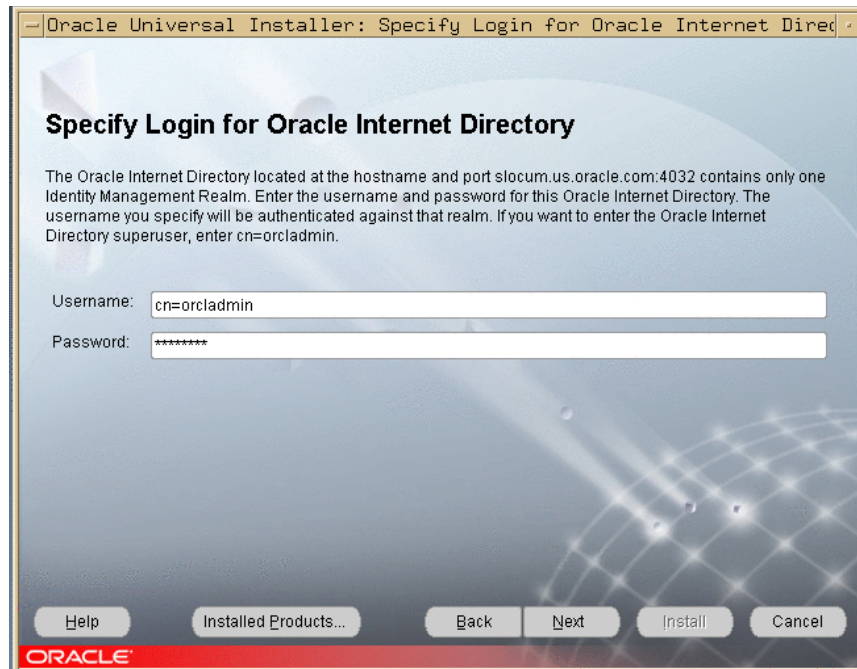 Oracle Universal Installer: Specify Login for Oracle Internet Direc
Specify Login for Oracle Internet Directory
The Oracle Internet Directory located at the hostname and port slocum.us.oracle.com:4032 contains only one
Identity Management Realm. Enter the username and password for this Oracle Internet Directory. The
username you specify will be authenticated against that realm. If you want to enter the Oracle Internet
Directory superuser, enter cn=orcladmin.
Username: cn=orcladmin
Password: ********
Help Installed Products... Back Next Install Cancel
ORACLE